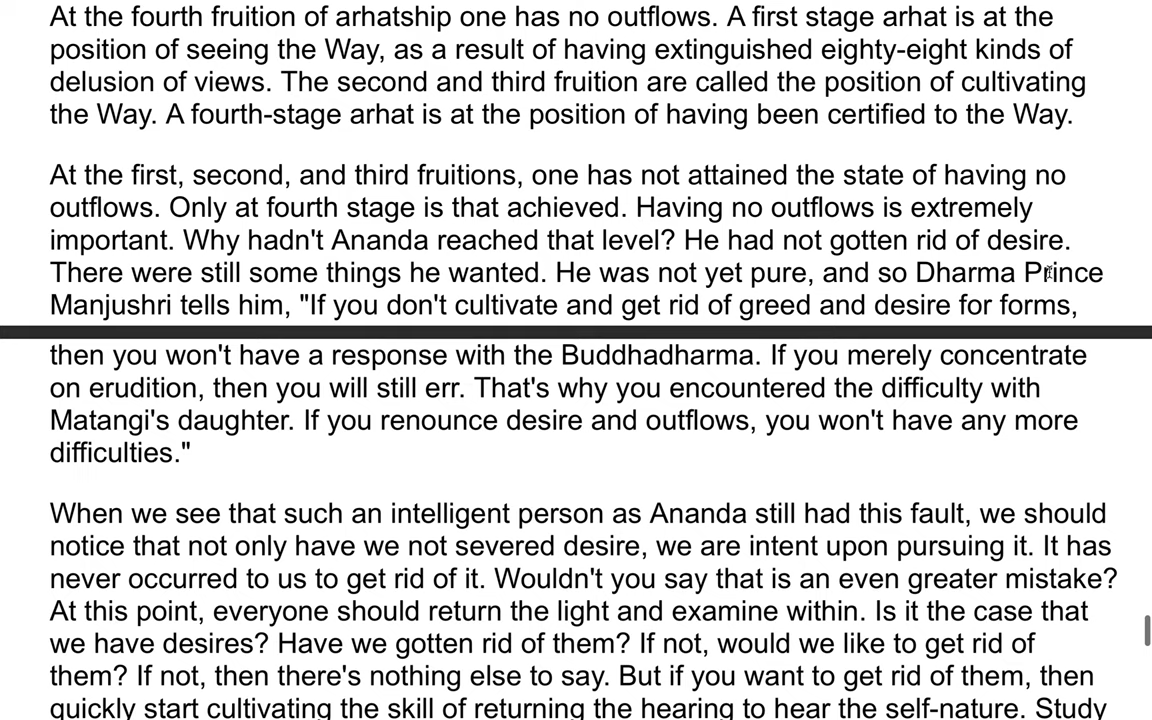 At the fourth fruition of arhatship one has no outflows. A first stage arhat is at the
position of seeing the Way, as a result of having extinguished eighty-eight kinds of
delusion of views. The second and third fruition are called the position of cultivating
the Way. A fourth-stage arhat is at the position of having been certified to the Way.
At the first, second, and third fruitions, one has not attained the state of having no
outflows. Only at fourth stage is that achieved. Having no outflows is extremely
important. Why hadn't Ananda reached that level? He had not gotten rid of desire.
There were still some things he wanted. He was not yet pure, and so Dharma Prince
Manjushri tells him, "If you don't cultivate and get rid of greed and desire for forms,
then you won't have a response with the Buddhadharma. If you merely concentrate
on erudition, then you will still err. That's why you encountered the difficulty with
Matangi's daughter. If you renounce desire and outflows, you won't have any more
difficulties."
When we see that such an intelligent person as Ananda still had this fault, we should
notice that not only have we not severed desire, we are intent upon pursuing it. It has
never occurred to us to get rid of it. Wouldn't you say that is an even greater mistake?
At this point, everyone should return the light and examine within. Is it the case that
we have desires? Have we gotten rid of them? If not, would we like to get rid of
them? If not, then there's nothing else to say. But if you want to get rid of them, then
quickly start cultivating the skill of returning the hearing to hear the self-nature. Study